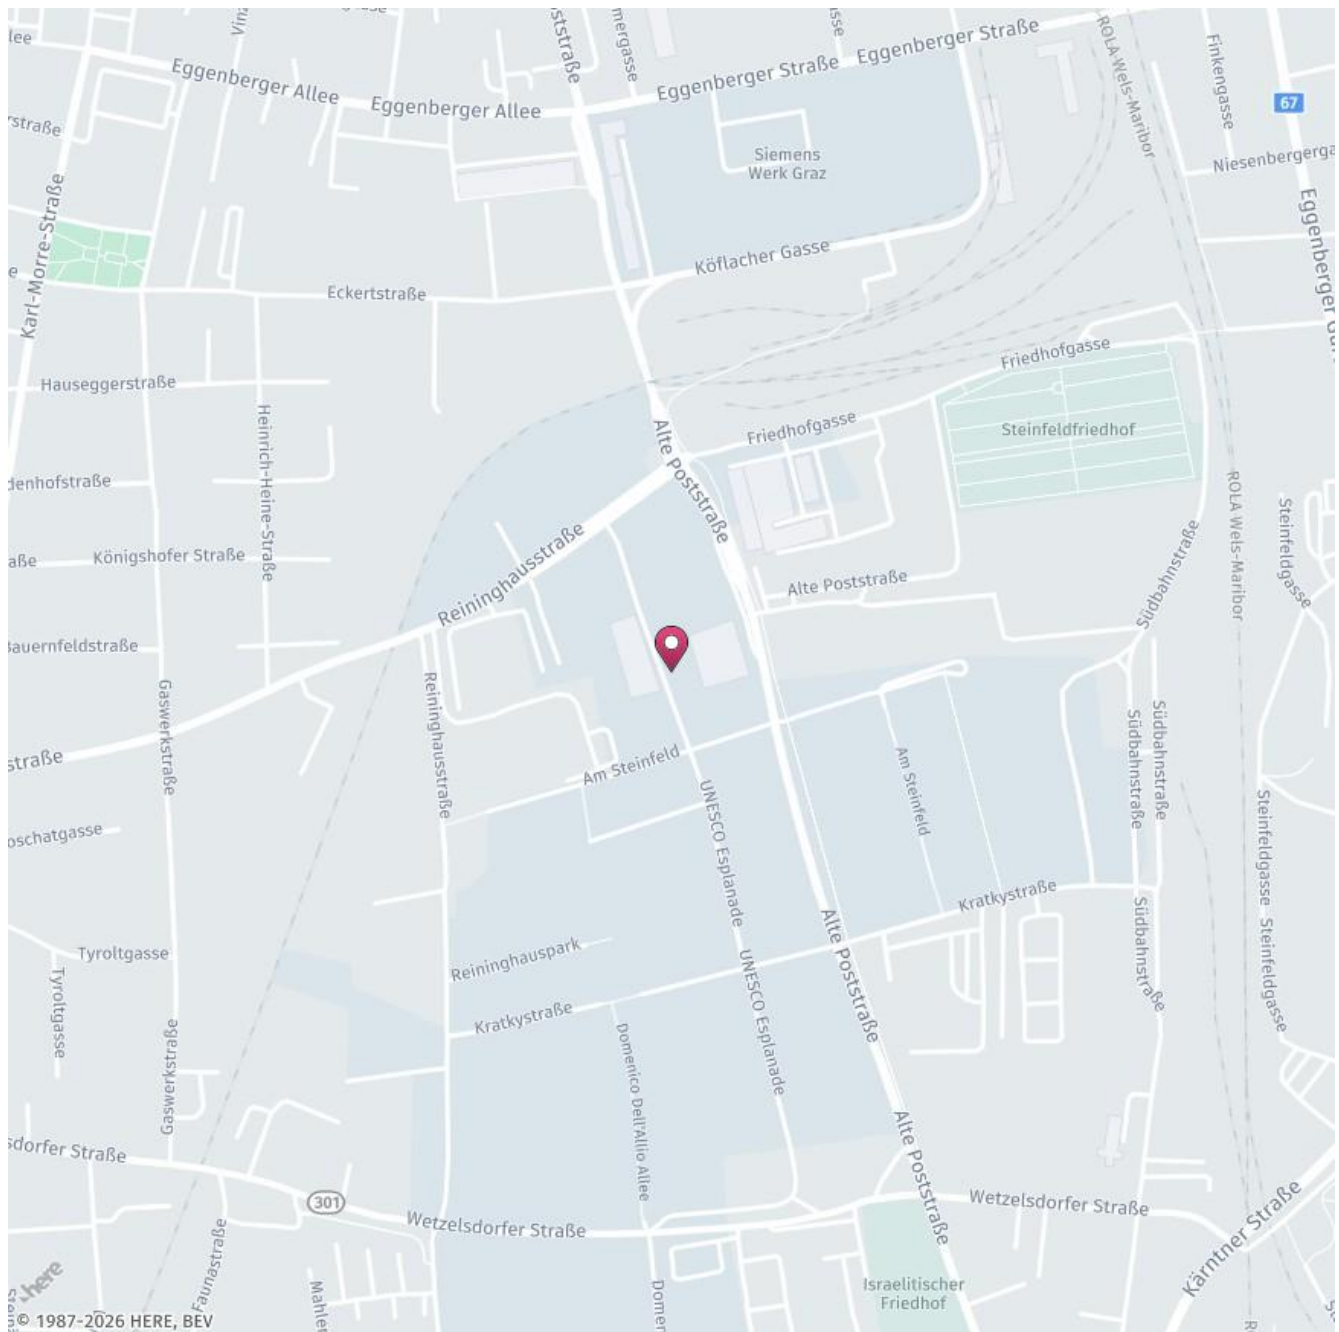 Eggenberger Straße
Eggenberger Straße
Eggenberger Allee
Eggenberger Allee
ROLA Wels-Maribor
Finkengasse
67
Siemens
Werk Graz
Karl-Morre-Straße
Köflacher Gasse
Eckertstraße
Friedhofgasse
Hauseggerstraße
Heinrich-Heine-Straße
Friedhofgasse
Steinfeldfriedhof
Alte Poststraße
ROLA Wels-Maribor
Steinfeldgasse
Königshofer Straße
Reininghausstraße
Alte Poststraße
Südbahnstraße
Gaswerkstraße
Reininghausstraße
Am Steinfeld
UNESCO Esplanade
Am Steinfeld
Südbahnstraße
Südbahnstraße
Steinfeldgasse
Kratkystraße
Alte Poststraße
Südbahnstraße
Steinfeldgasse
Tyroltgasse
Tyroltgasse
Reininghauspark
UNESCO Esplanade
Kratkystraße
Domenico-Dell'Allio Allee
Gaswerkstraße
Alte Poststraße
301
Wetzelsdorfer Straße
Wetzelsdorfer Straße
Kärntner Straße
Faunastraße
Israelitischer
Friedhof
here
© 1987-2026 HERE, BEV